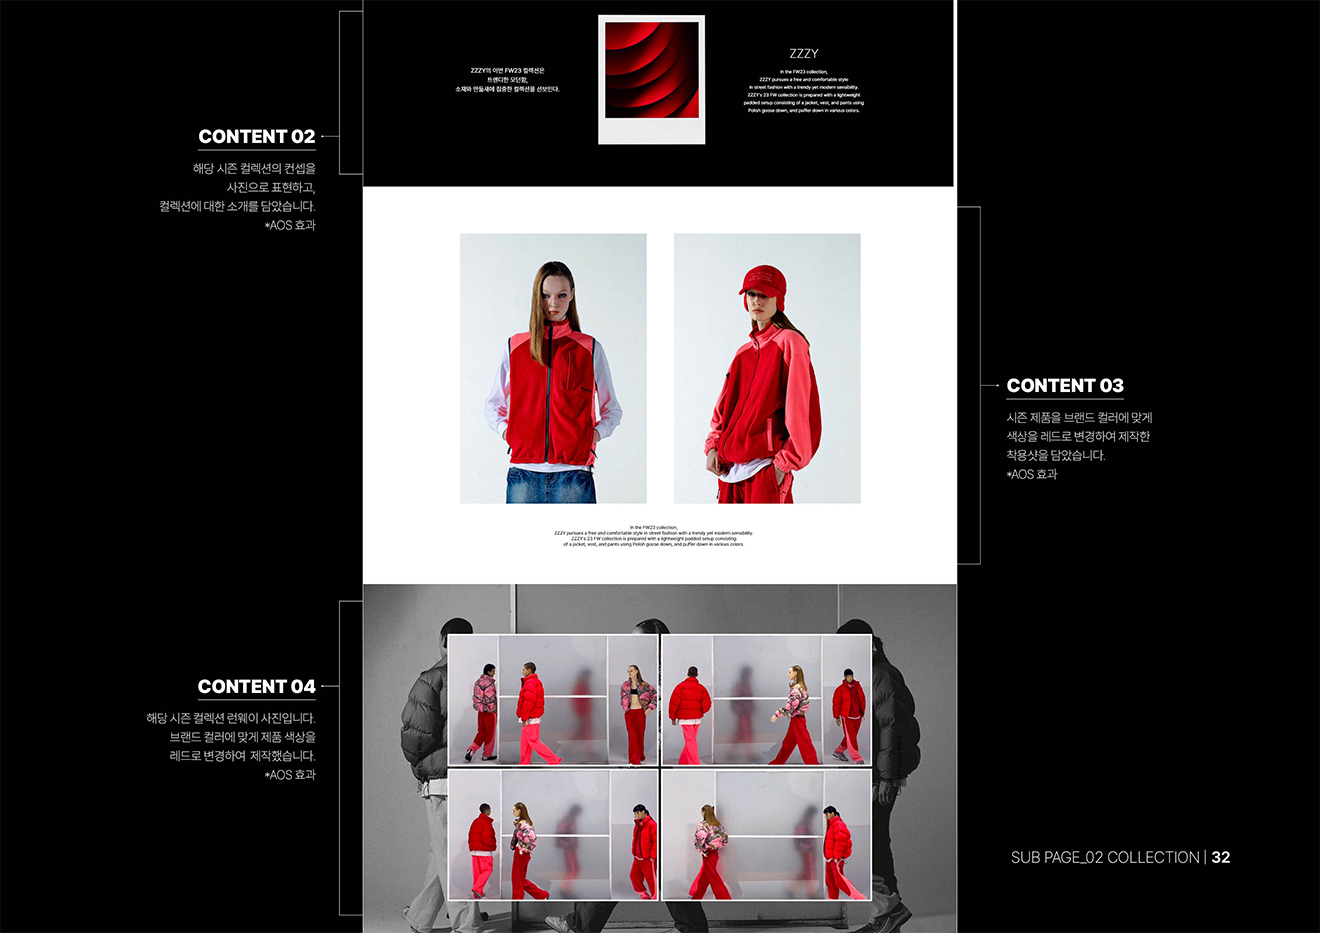 CONTENT 02
해당 시즌 컬렉션의 컨셉을
사진으로 표현하고,
컬렉션에 대한 소개를 담았습니다.
*AOS 효과
ZZZY의 이번 FW23 컬렉션은
트렌디한 모던함,
소재와 만듦새에 집중한 컬렉션을 선보인다.
ZZZY
In the FW23 collection,
ZZZY pursues a free and comfortable style
in street fashion with a trendy yet modern sensibility.
ZZZY's 23 FW collection is prepared with a lightweight
padded setup consisting of a jacket, vest, and pants using
Polish goose down, and puffer down in various colors.
CONTENT 03
시즌 제품을 브랜드 컬러에 맞게
색상을 레드로 변경하여 제작한
착용샷을 담았습니다.
*AOS 효과
In the FW23 collection,
ZZZY pursues a free and comfortable style in street fashion with a trendy yet modern sensibility.
ZZZY's 23 FW collection is prepared with a lightweight padded setup consisting
of a jacket, vest, and pants using Polish goose down, and puffer down in various colors.
CONTENT 04
해당 시즌 컬렉션 런웨이 사진입니다.
브랜드 컬러에 맞게 제품 색상을
레드로 변경하여 제작했습니다.
*AOS 효과
SUB PAGE_02 COLLECTION | 32